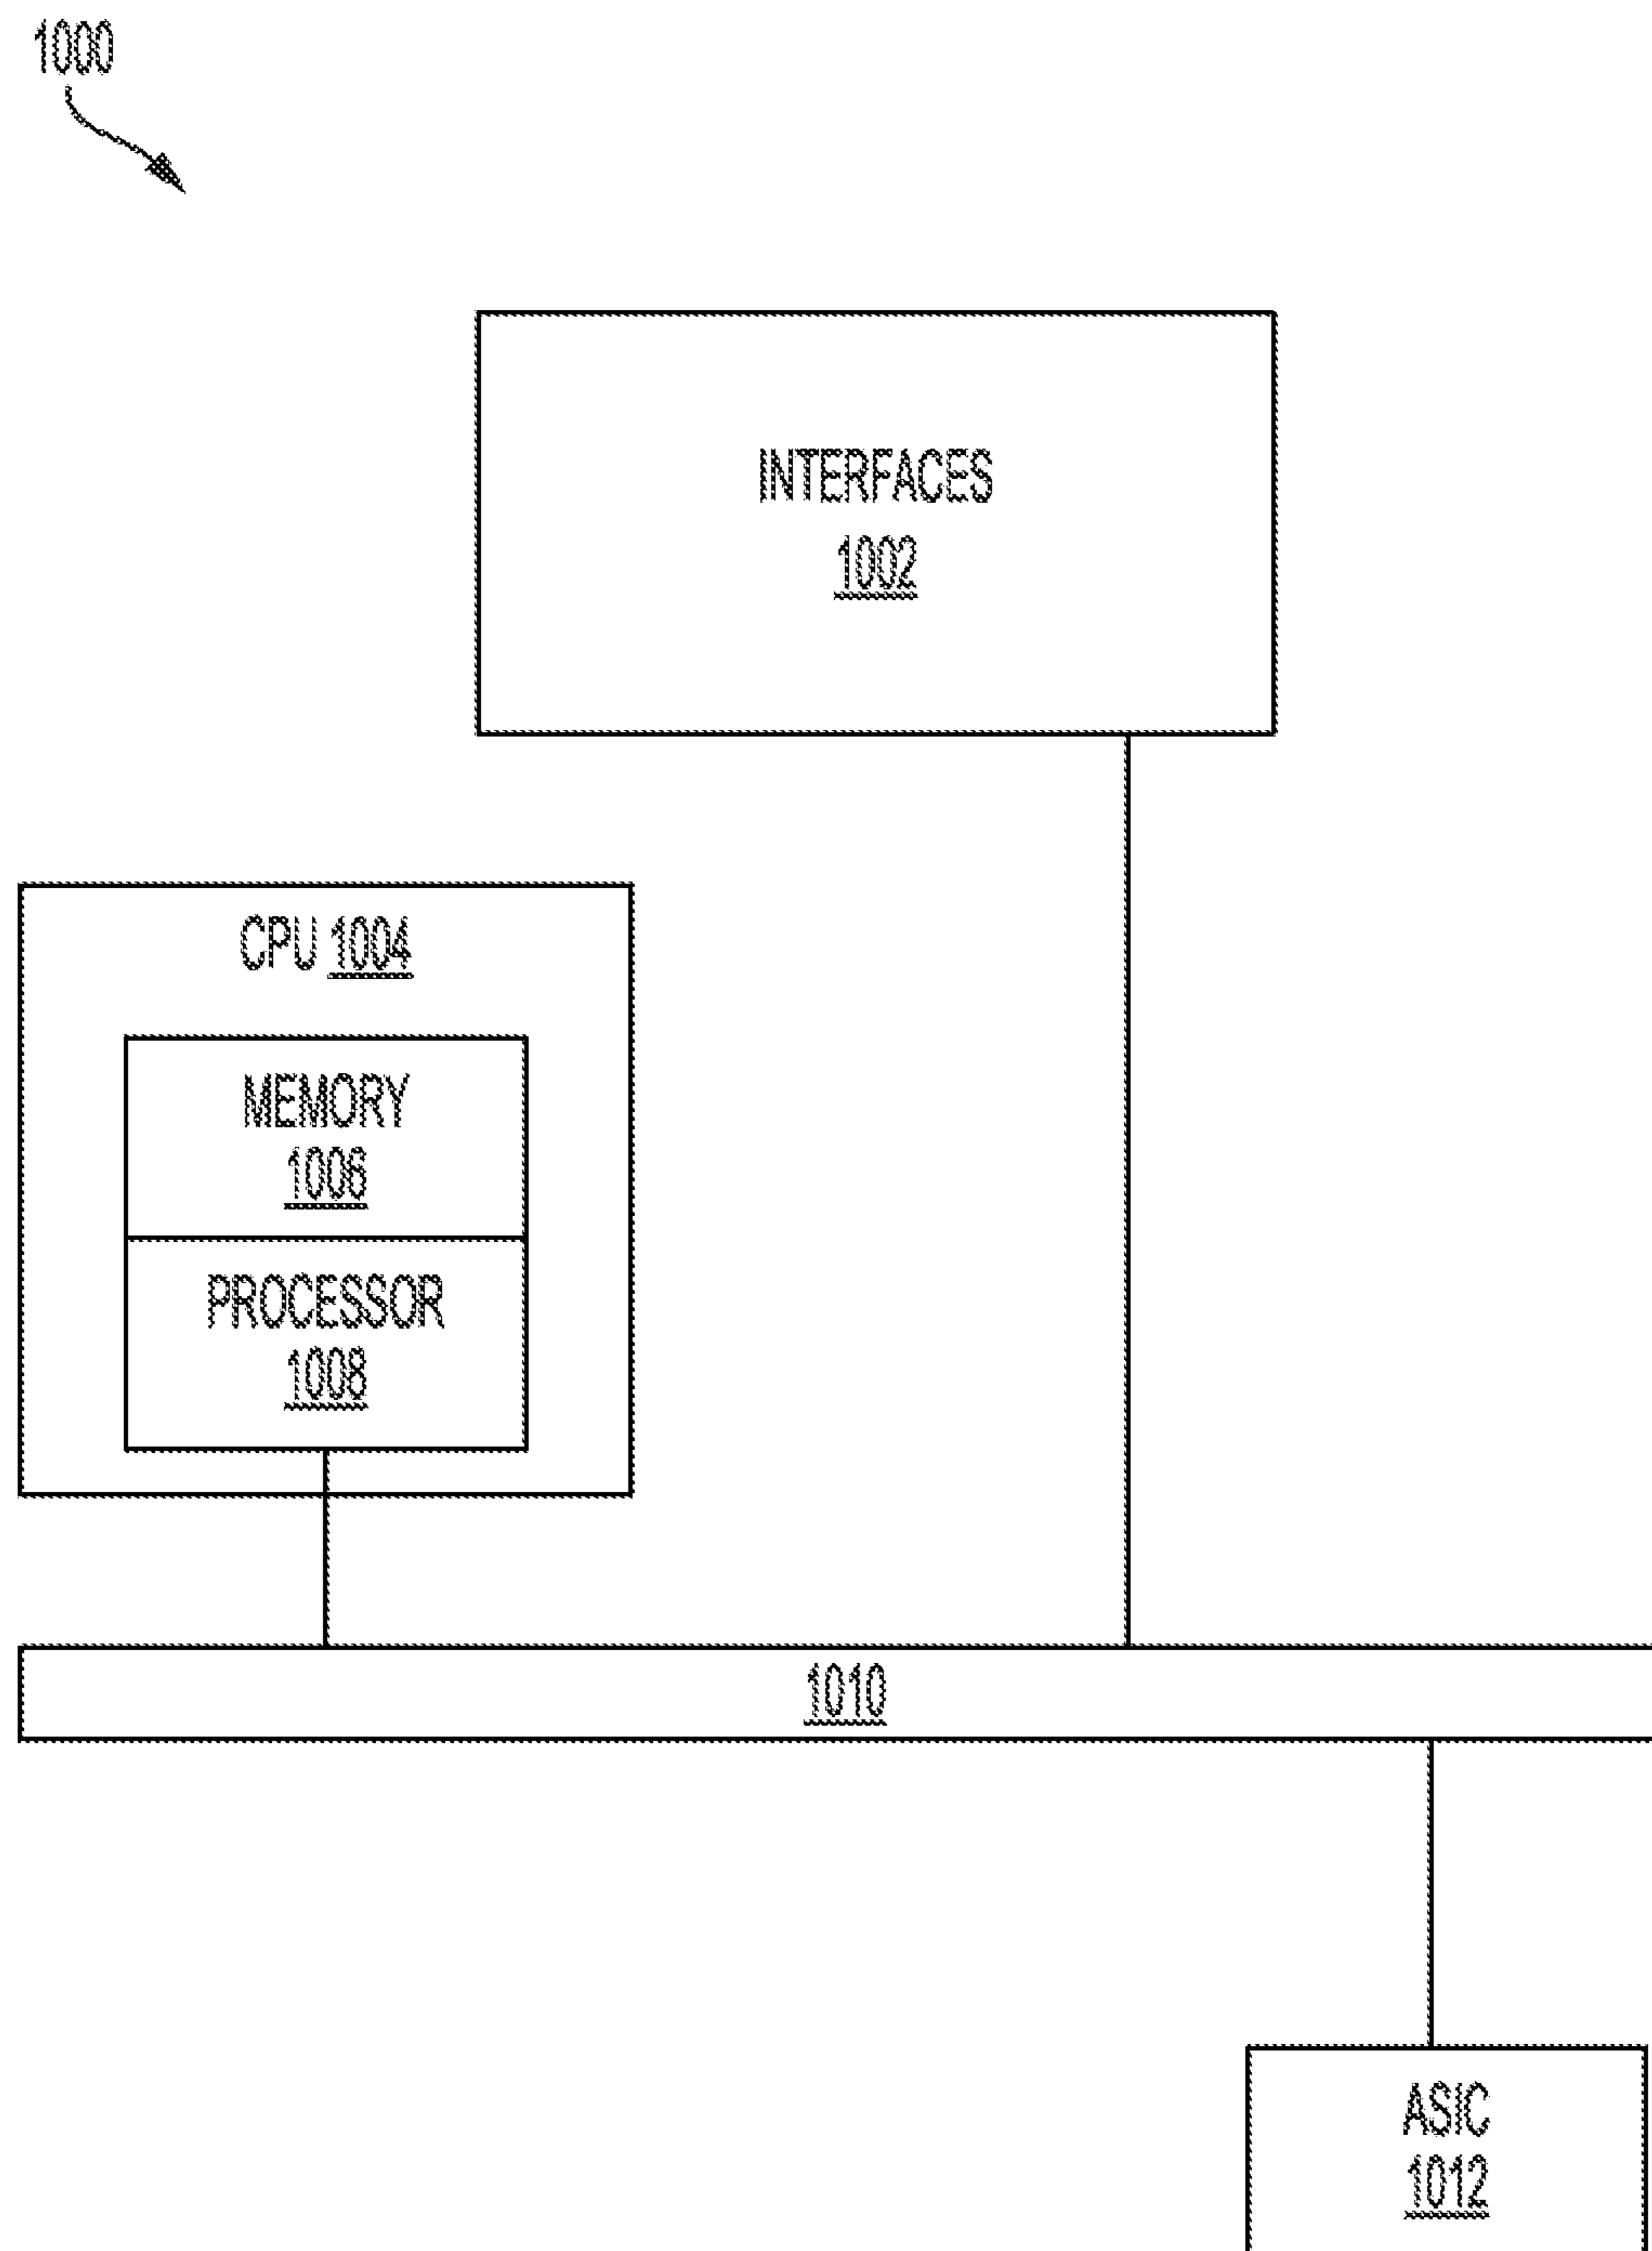 1000
INTERFACES
1002
CPU 1004
MEMORY
1006
PROCESSOR
1008
1010
ASIC
1012